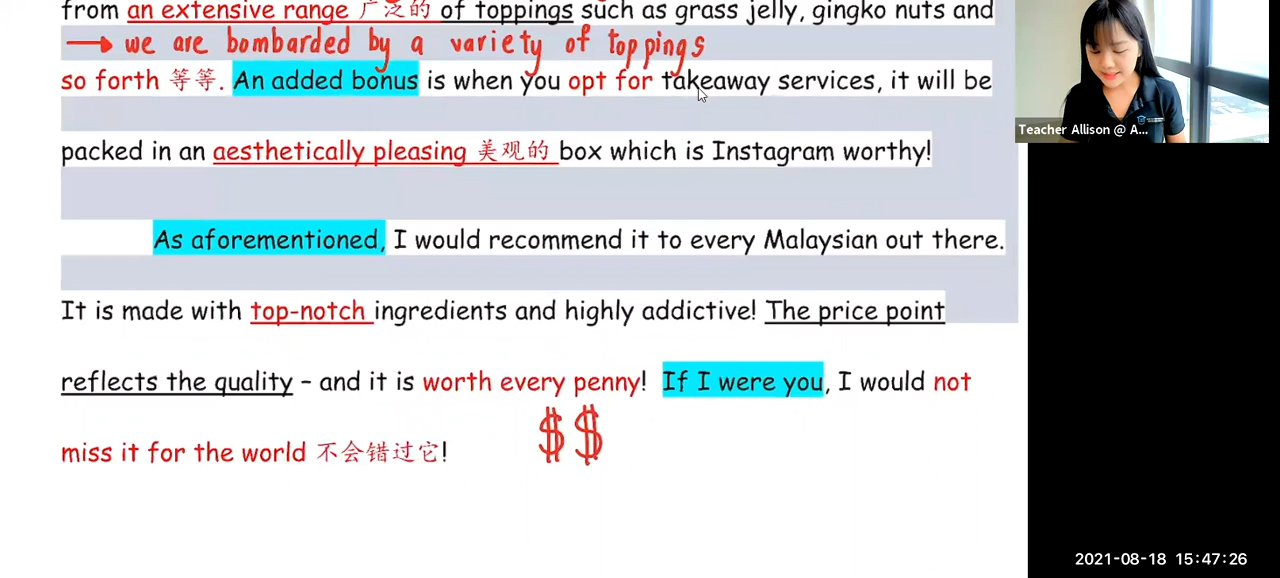 from an extensive range 广泛的 of toppings such as grass jelly, gingko nuts and
→ we are bombarded by a variety of toppings
so forth 等等. An added bonus is when you opt for takeaway services, it will be
packed in an aesthetically pleasing 美观的 box which is Instagram worthy!
As aforementioned, I would recommend it to every Malaysian out there.
It is made with top-notch ingredients and highly addictive! The price point
reflects the quality – and it is worth every penny! If I were you, I would not
miss it for the world 不会错过它!
$$
Teacher Allison @ A...
2021-08-18 15:47:26